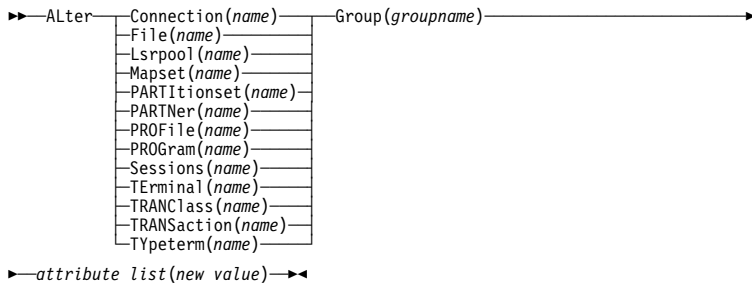 ALter Connection(name) Group(groupname)
File(name)
Lsrpool(name)
Mapset(name)
PARTItionset(name)
PARTNer(name)
PROFile(name)
PROGram(name)
Sessions(name)
TErminal(name)
TRANClass(name)
TRANSaction(name)
TYpeterm(name)
attribute list(new value)